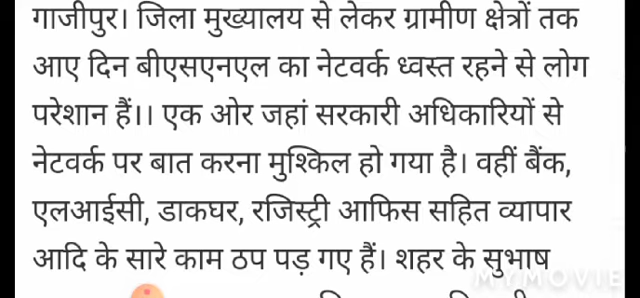 गाजीपुर। जिला मुख्यालय से लेकर ग्रामीण क्षेत्रों तक
आए दिन बीएसएनएल का नेटवर्क ध्वस्त रहने से लोग
परेशान हैं।। एक ओर जहां सरकारी अधिकारियों से
नेटवर्क पर बात करना मुश्किल हो गया है। वहीं बैंक,
एलआईसी, डाकघर, रजिस्ट्री आफिस सहित व्यापार
आदि के सारे काम ठप पड़ गए हैं। शहर के सुभाष
MYMOVIE